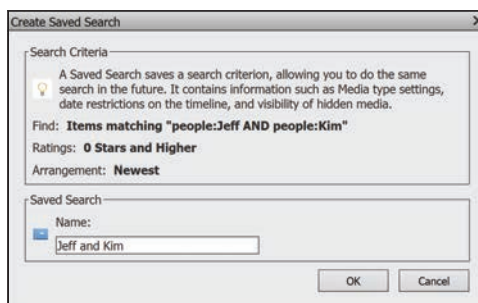 Create Saved Search
Search Criteria
A Saved Search saves a search criterion, allowing you to do the same
search in the future. It contains information such as Media type settings,
date restrictions on the timeline, and visibility of hidden media.
Find: Items matching "people:Jeff AND people:Kim"
Ratings: 0 Stars and Higher
Arrangement: Newest
Saved Search
Name:
Jeff and Kim
OK Cancel